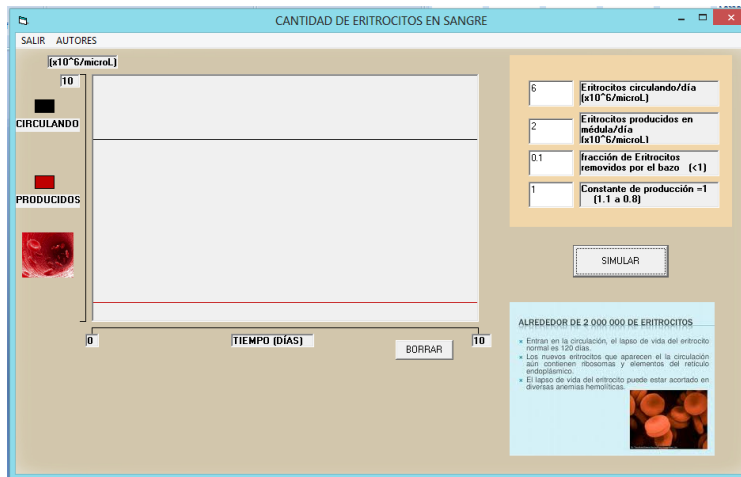 CANTIDAD DE ERITROCITOS EN SANGRE
SALIR AUTORES
(x10^6/microL)
10
CIRCULANDO
PRODUCIDOS
0
TIEMPO (DÍAS)
10
BORRAR
6
Eritrocitos circulando/día
(x10^6/microL)
2
Eritrocitos producidos en
médula/día
(x10^6/microL)
0.1
fracción de Eritrocitos
removidos por el bazo (<1)
1
Constante de producción =1
(1.1 a 0.8)
SIMULAR
ALREDEDOR DE 2 000 000 DE ERITROCITOS
× Entran en la circulación, el lapso de vida del eritrocito
normal es 120 días.
× Los nuevos eritrocitos que aparecen el la circulación
aún contienen ribosomas y elementos del retículo
endoplásmico.
× El lapso de vida del eritrocito puede estar acortado en
diversas anemias hemolíticas.